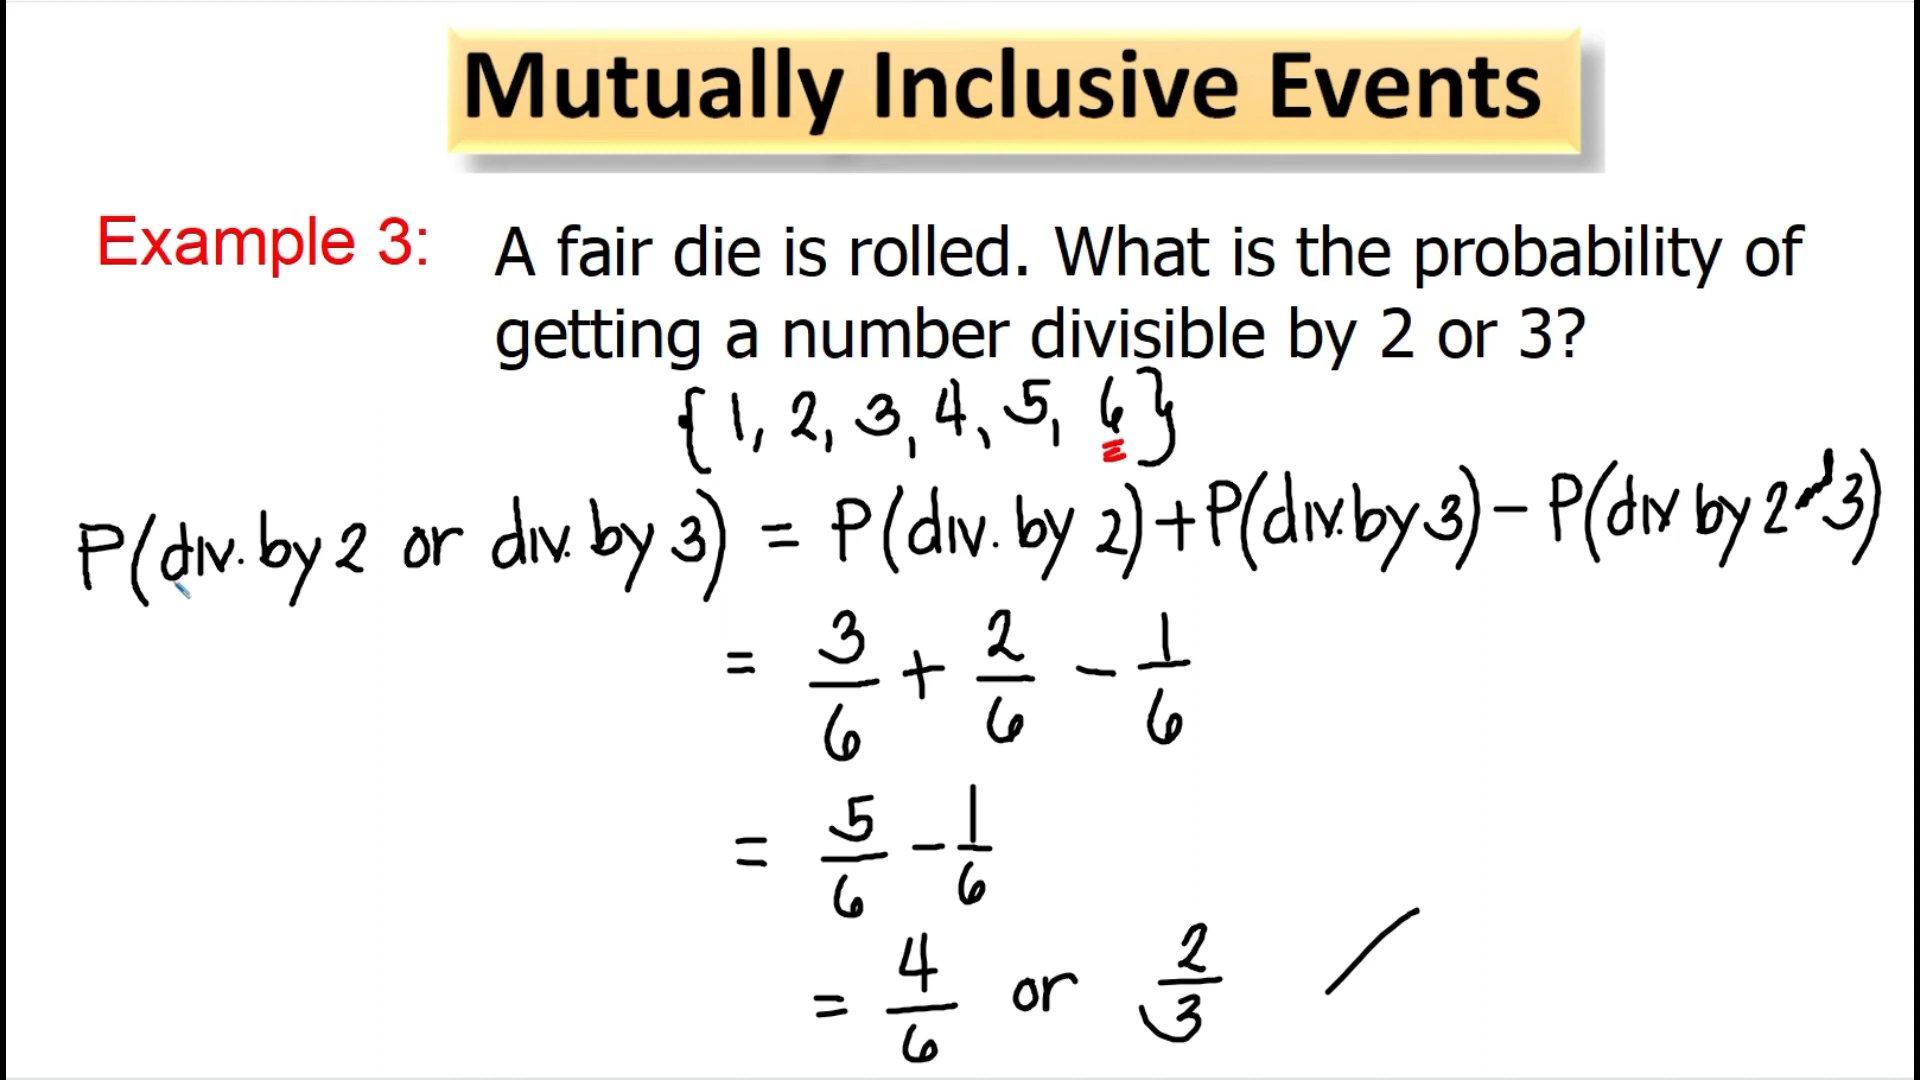 Mutually Inclusive Events
Example 3: A fair die is rolled. What is the probability of
getting a number divisible by 2 or 3?
{1, 2, 3, 4, 5, 6}
P(div. by 2 or div. by 3) = P(div. by 2) + P(div. by 3) - P(div by 2 and 3)
= 3/6 + 2/6 - 1/6
= 5/6 - 1/6
= 4/6 or 2/3